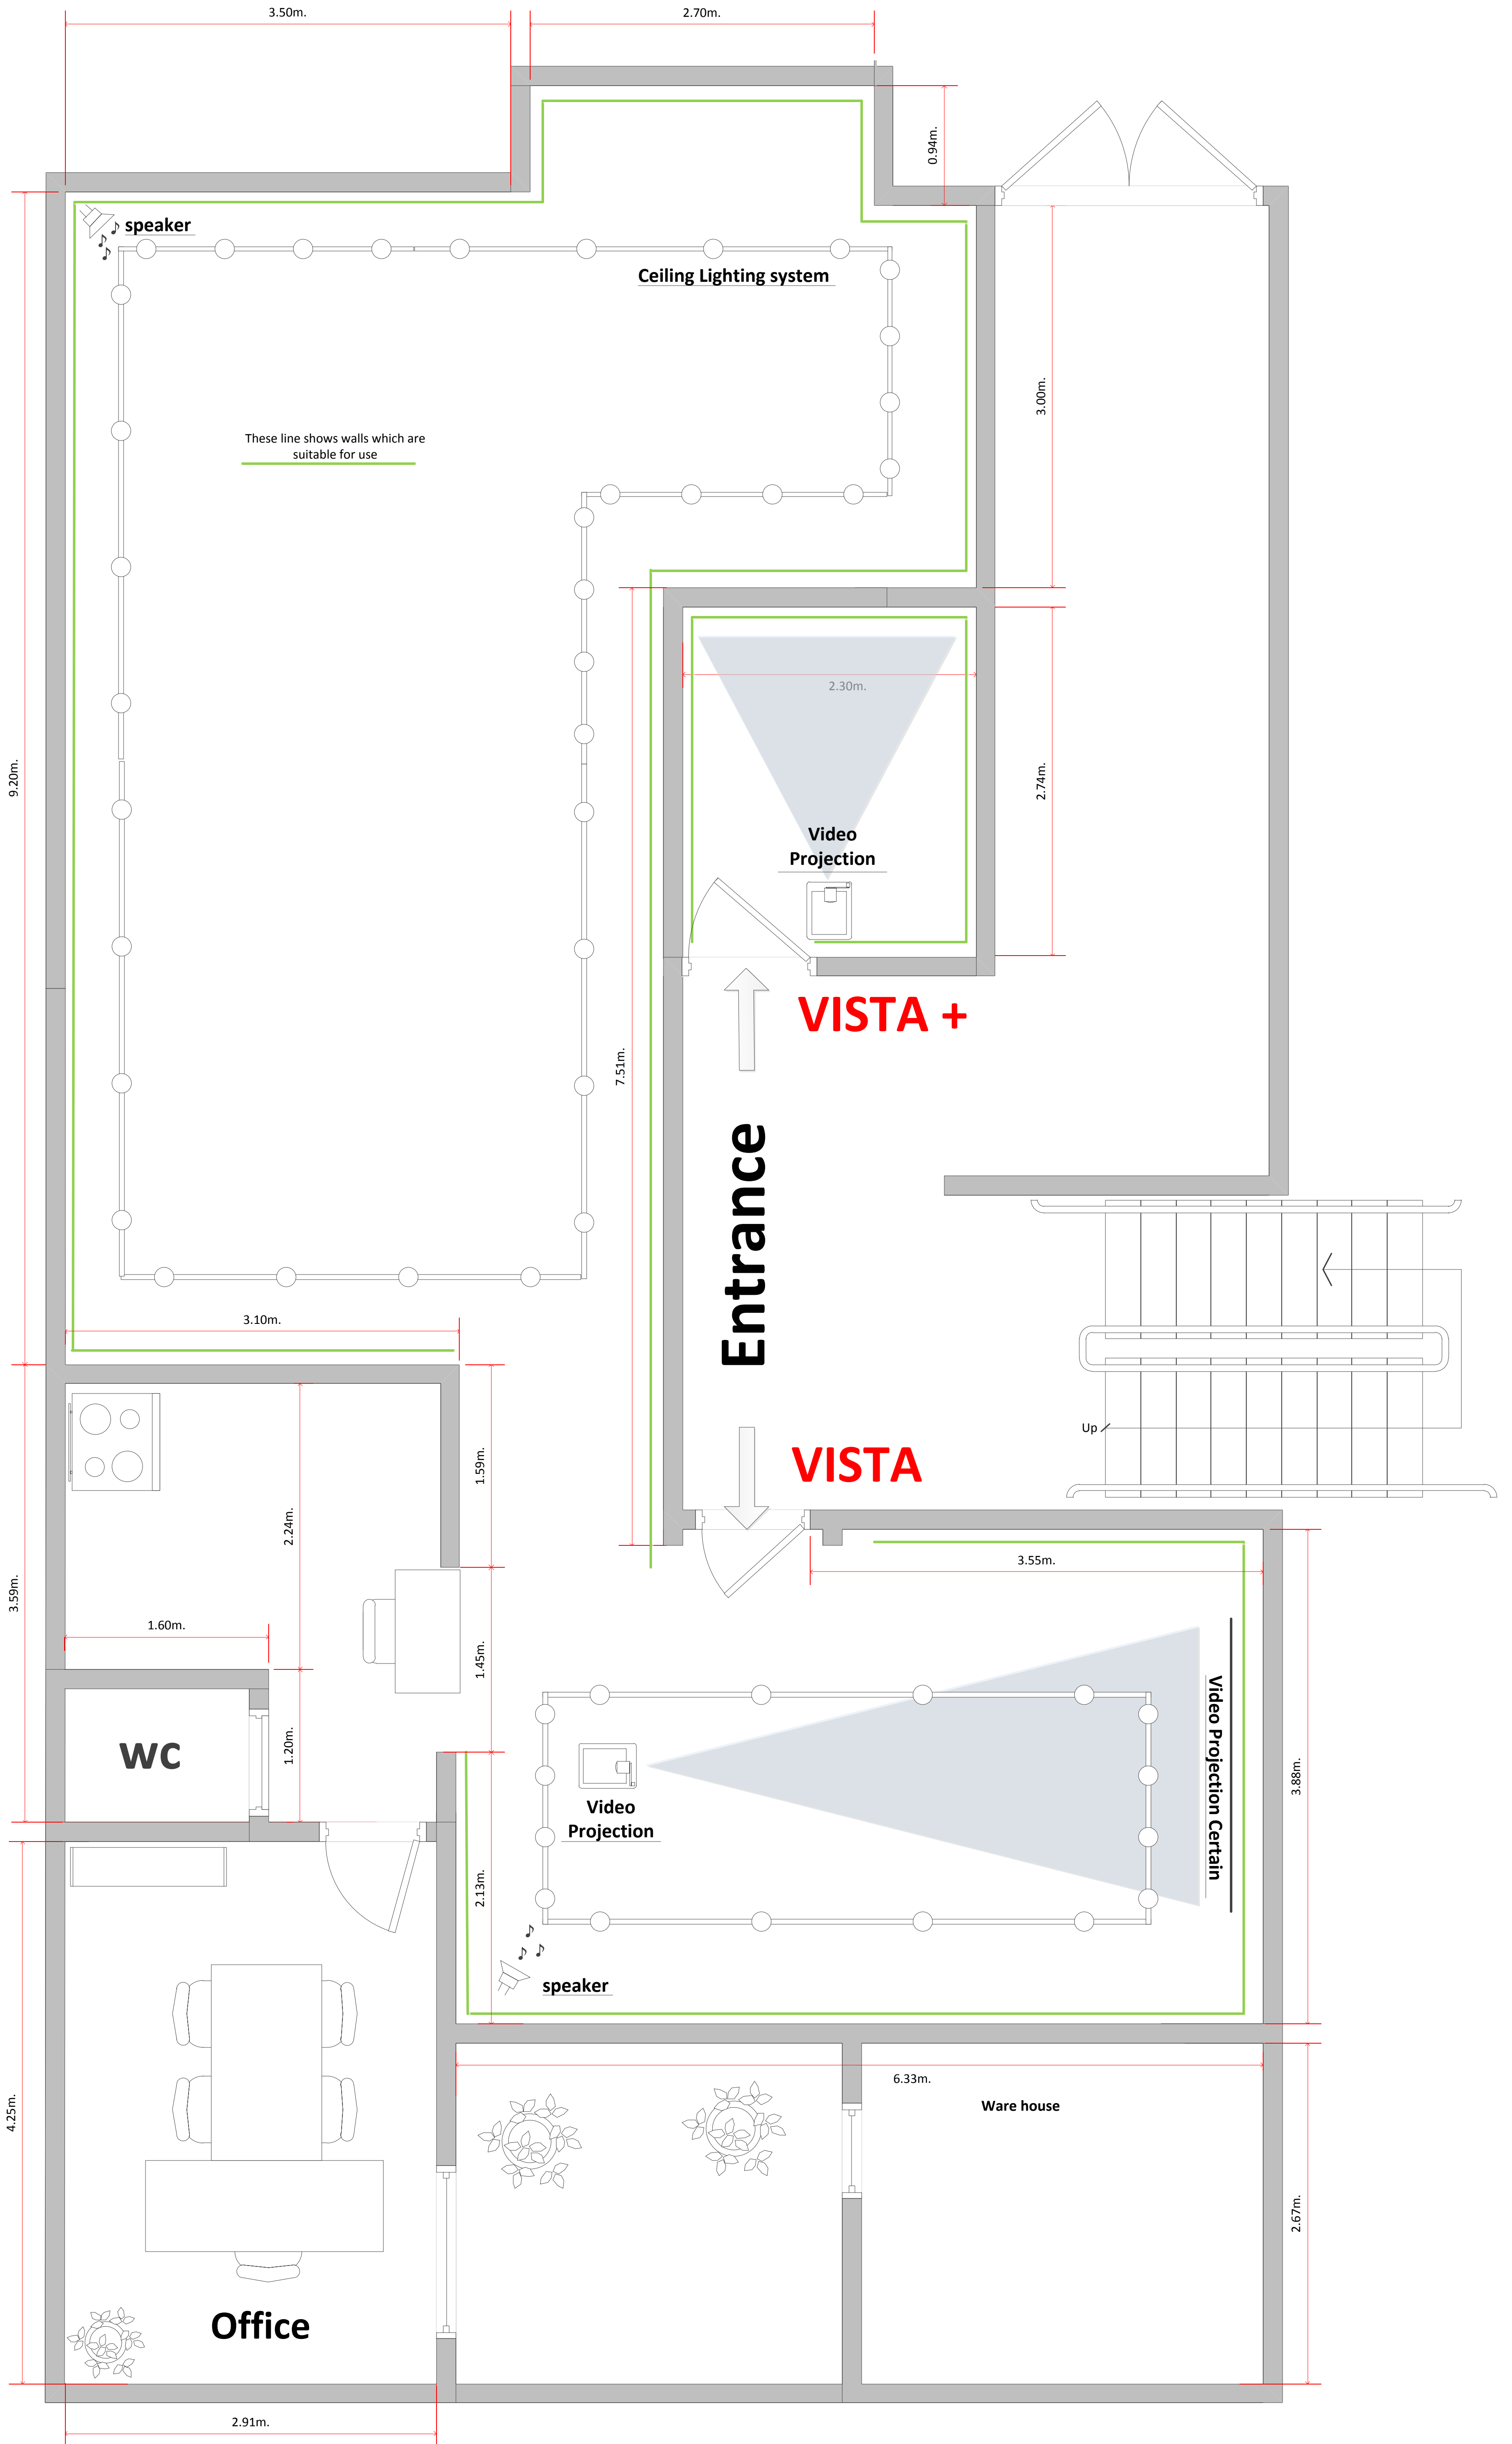 3.50m.
2.70m.
0.94m.
speaker
Ceiling Lighting system
3.00m.
These line shows walls which are
suitable for use
2.30m.
9.20m.
2.74m.
Video
Projection
VISTA +
7.51m.
Entrance
3.10m.
Up
VISTA
1.59m.
2.24m.
3.55m.
3.59m.
1.60m.
1.45m.
Video Projection Certain
wc
1.20m.
3.88m.
Video
Projection
2.13m.
speaker
6.33m.
Ware house
4.25m.
2.67m.
Office
2.91m.